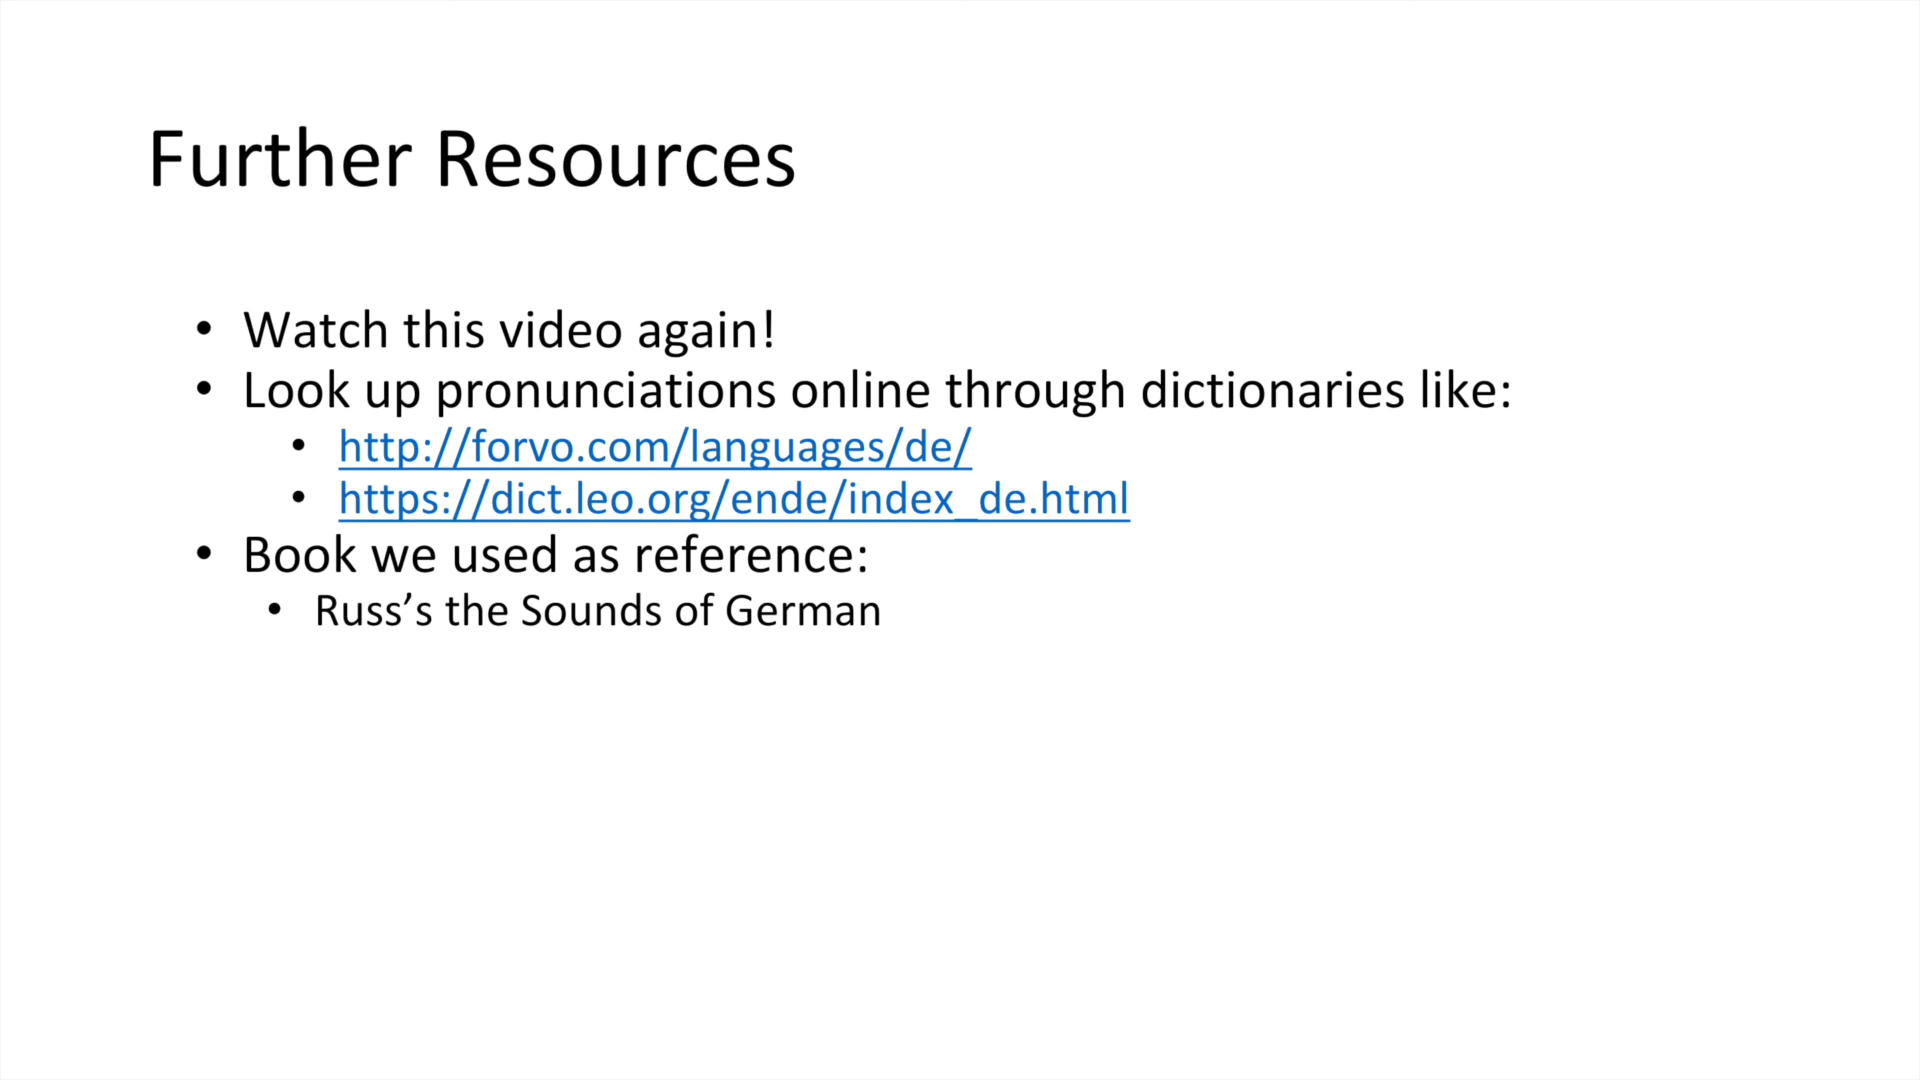 Further Resources
• Watch this video again!
• Look up pronunciations online through dictionaries like:
• http://forvo.com/languages/de/
• https://dict.leo.org/ende/index_de.html
• Book we used as reference:
• Russ’s the Sounds of German